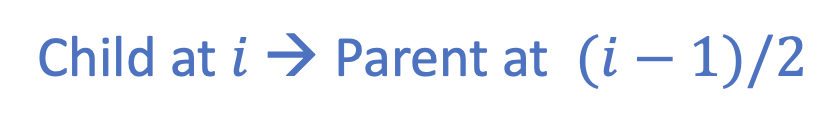 Child at i → Parent at (i − 1)/2